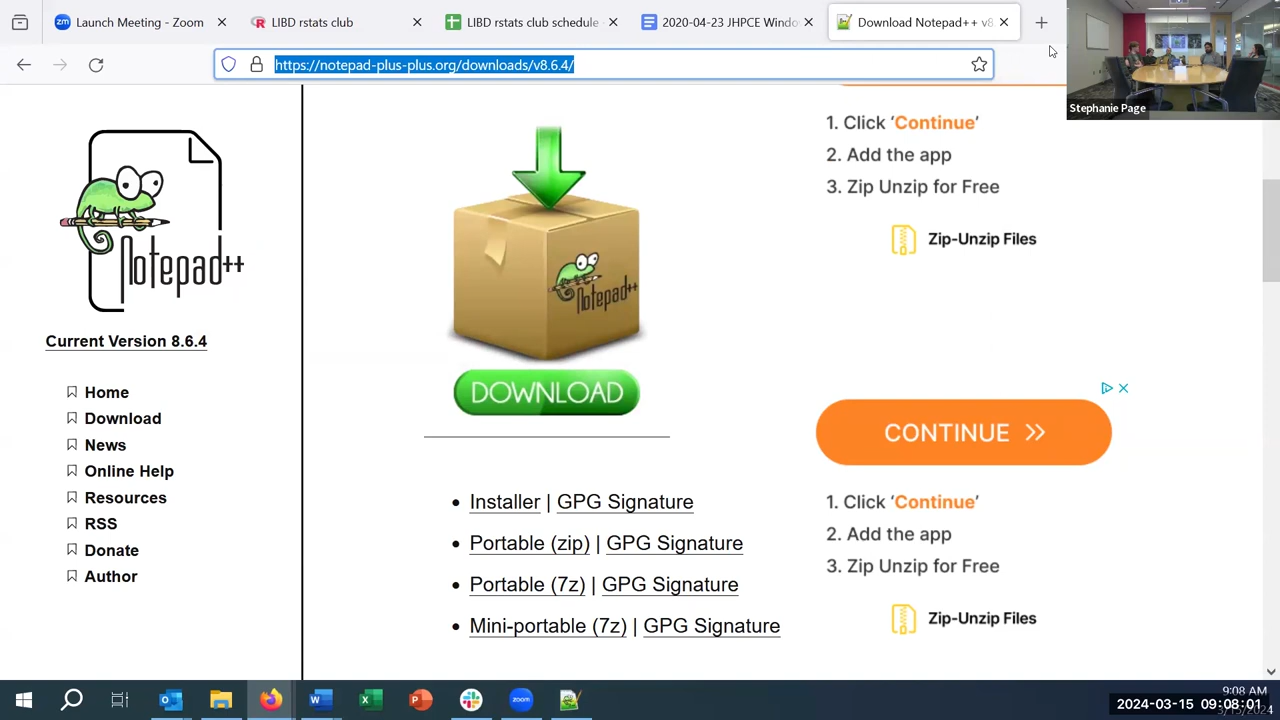 Launch Meeting - Zoom
LIBD rstats club
LIBD rstats club schedule -
2020-04-23 JHPCE Windo
Download Notepad++ v8
https://notepad-plus-plus.org/downloads/v8.6.4/
Stephanie Page
Notepad++
Current Version 8.6.4
Home
Download
News
Online Help
Resources
RSS
Donate
Author
Notepad++
DOWNLOAD
Installer | GPG Signature
Portable (zip) | GPG Signature
Portable (7z) | GPG Signature
Mini-portable (7z) | GPG Signature
1. Click ‘Continue’
2. Add the app
3. Zip Unzip for Free
Zip-Unzip Files
CONTINUE
1. Click ‘Continue’
2. Add the app
3. Zip Unzip for Free
Zip-Unzip Files
9:08 AM
2024-03-15 09:08:01